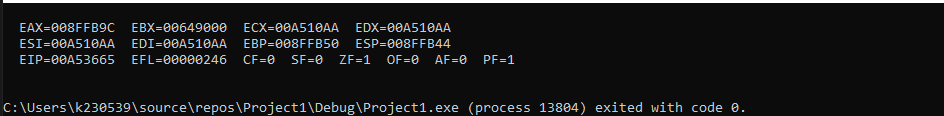 EAX=008FFB9C  EBX=00649000  ECX=00A510AA  EDX=00A510AA
ESI=00A510AA  EDI=00A510AA  EBP=008FFB50  ESP=008FFB44
EIP=00A53665  EFL=00000246  CF=0  SF=0  ZF=1  OF=0  AF=0  PF=1
C:\Users\k230539\source\repos\Project1\Debug\Project1.exe (process 13804) exited with code 0.